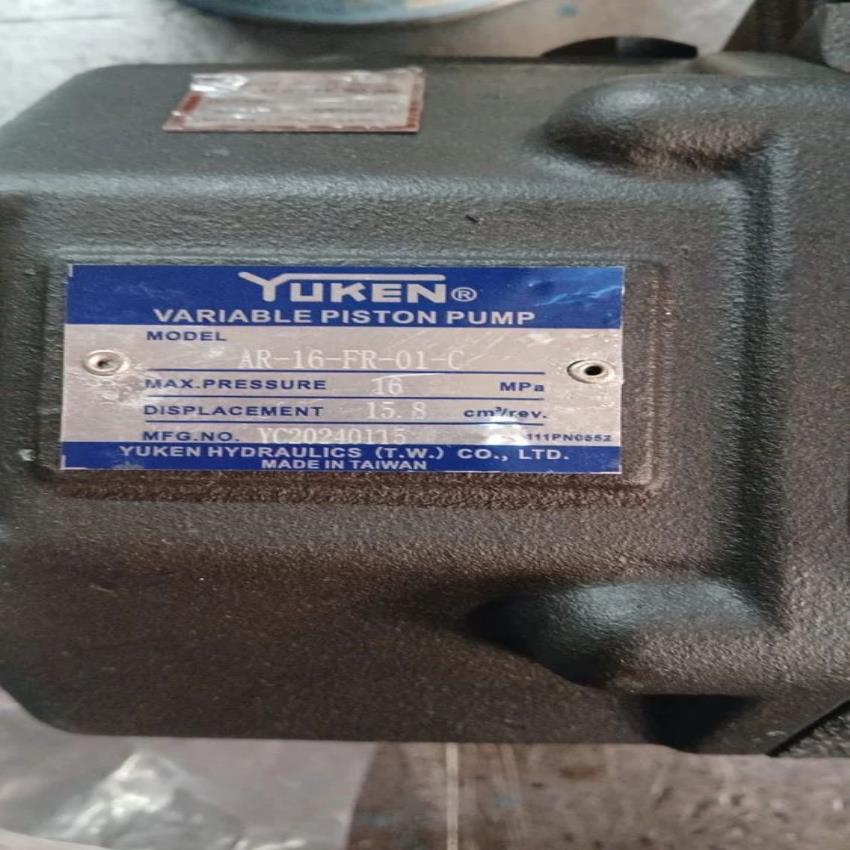 YUKEN®
VARIABLE PISTON PUMP
MODEL AR-16-FR-01-C
MAX.PRESSURE 16 MPa
DISPLACEMENT 15.8 cm³/rev.
MFG.NO. YC20240115 111PN0552
YUKEN HYDRAULICS (T.W.) CO., LTD.
MADE IN TAIWAN